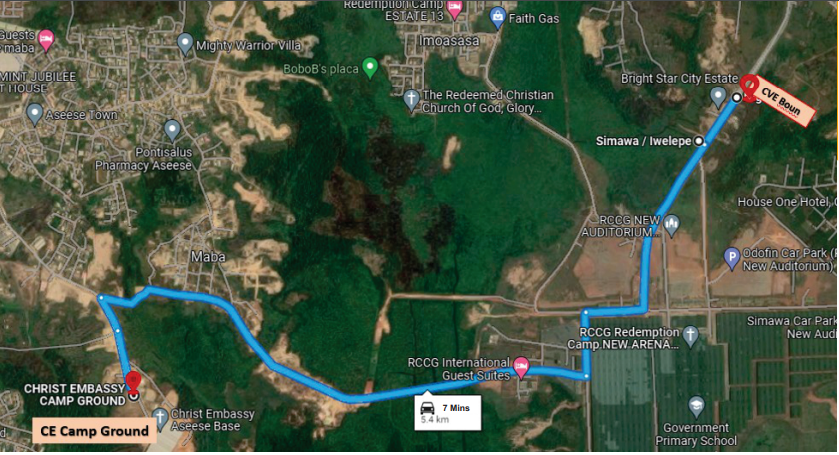 Redemption Camp
ESTATE 13
Faith Gas
Imoasasa
Guests
Mighty Warrior Villa
MINT JUBILEE
BoboB's placa
Bright Star City Estate
CVE Boun
The Redeemed Christian
Church Of God, Glory...
Aseese Town
Pontisalus
Pharmacy Aseese
Simawa / Iwelepe
House One Hotel,
RCCG NEW
AUDITORIUM...
Odofin Car Park (
New Auditorium)
Maba
RCCG Redemption
Camp NEW ARENA...
Simawa Car Park
New
RCCG International
Guest Suites
CHRIST EMBASSY
CAMP GROUND
7 Mins
5.4 km
Christ Embassy
Aseese Base
CE Camp Ground
Government
Primary School